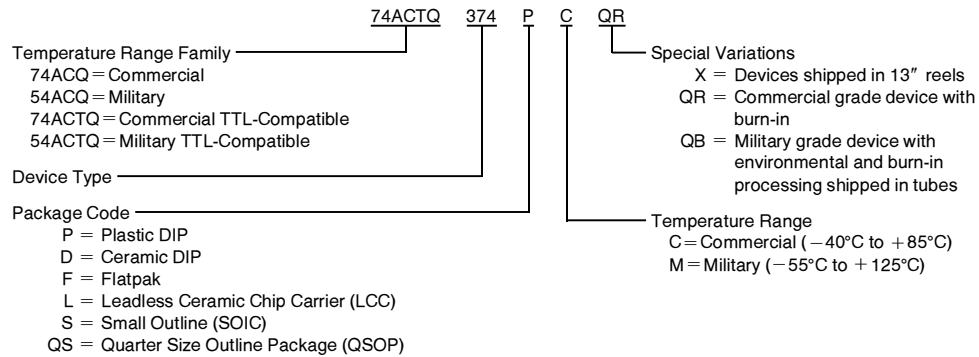 74ACTQ 374 P C QR
Temperature Range Family
74ACQ = Commercial
54ACQ = Military
74ACTQ = Commercial TTL-Compatible
54ACTQ = Military TTL-Compatible
Device Type
Package Code
P = Plastic DIP
D = Ceramic DIP
F = Flatpak
L = Leadless Ceramic Chip Carrier (LCC)
S = Small Outline (SOIC)
QS = Quarter Size Outline Package (QSOP)
Special Variations
X = Devices shipped in 13″ reels
QR = Commercial grade device with
burn-in
QB = Military grade device with
environmental and burn-in
processing shipped in tubes
Temperature Range
C = Commercial (−40°C to +85°C)
M = Military (−55°C to +125°C)